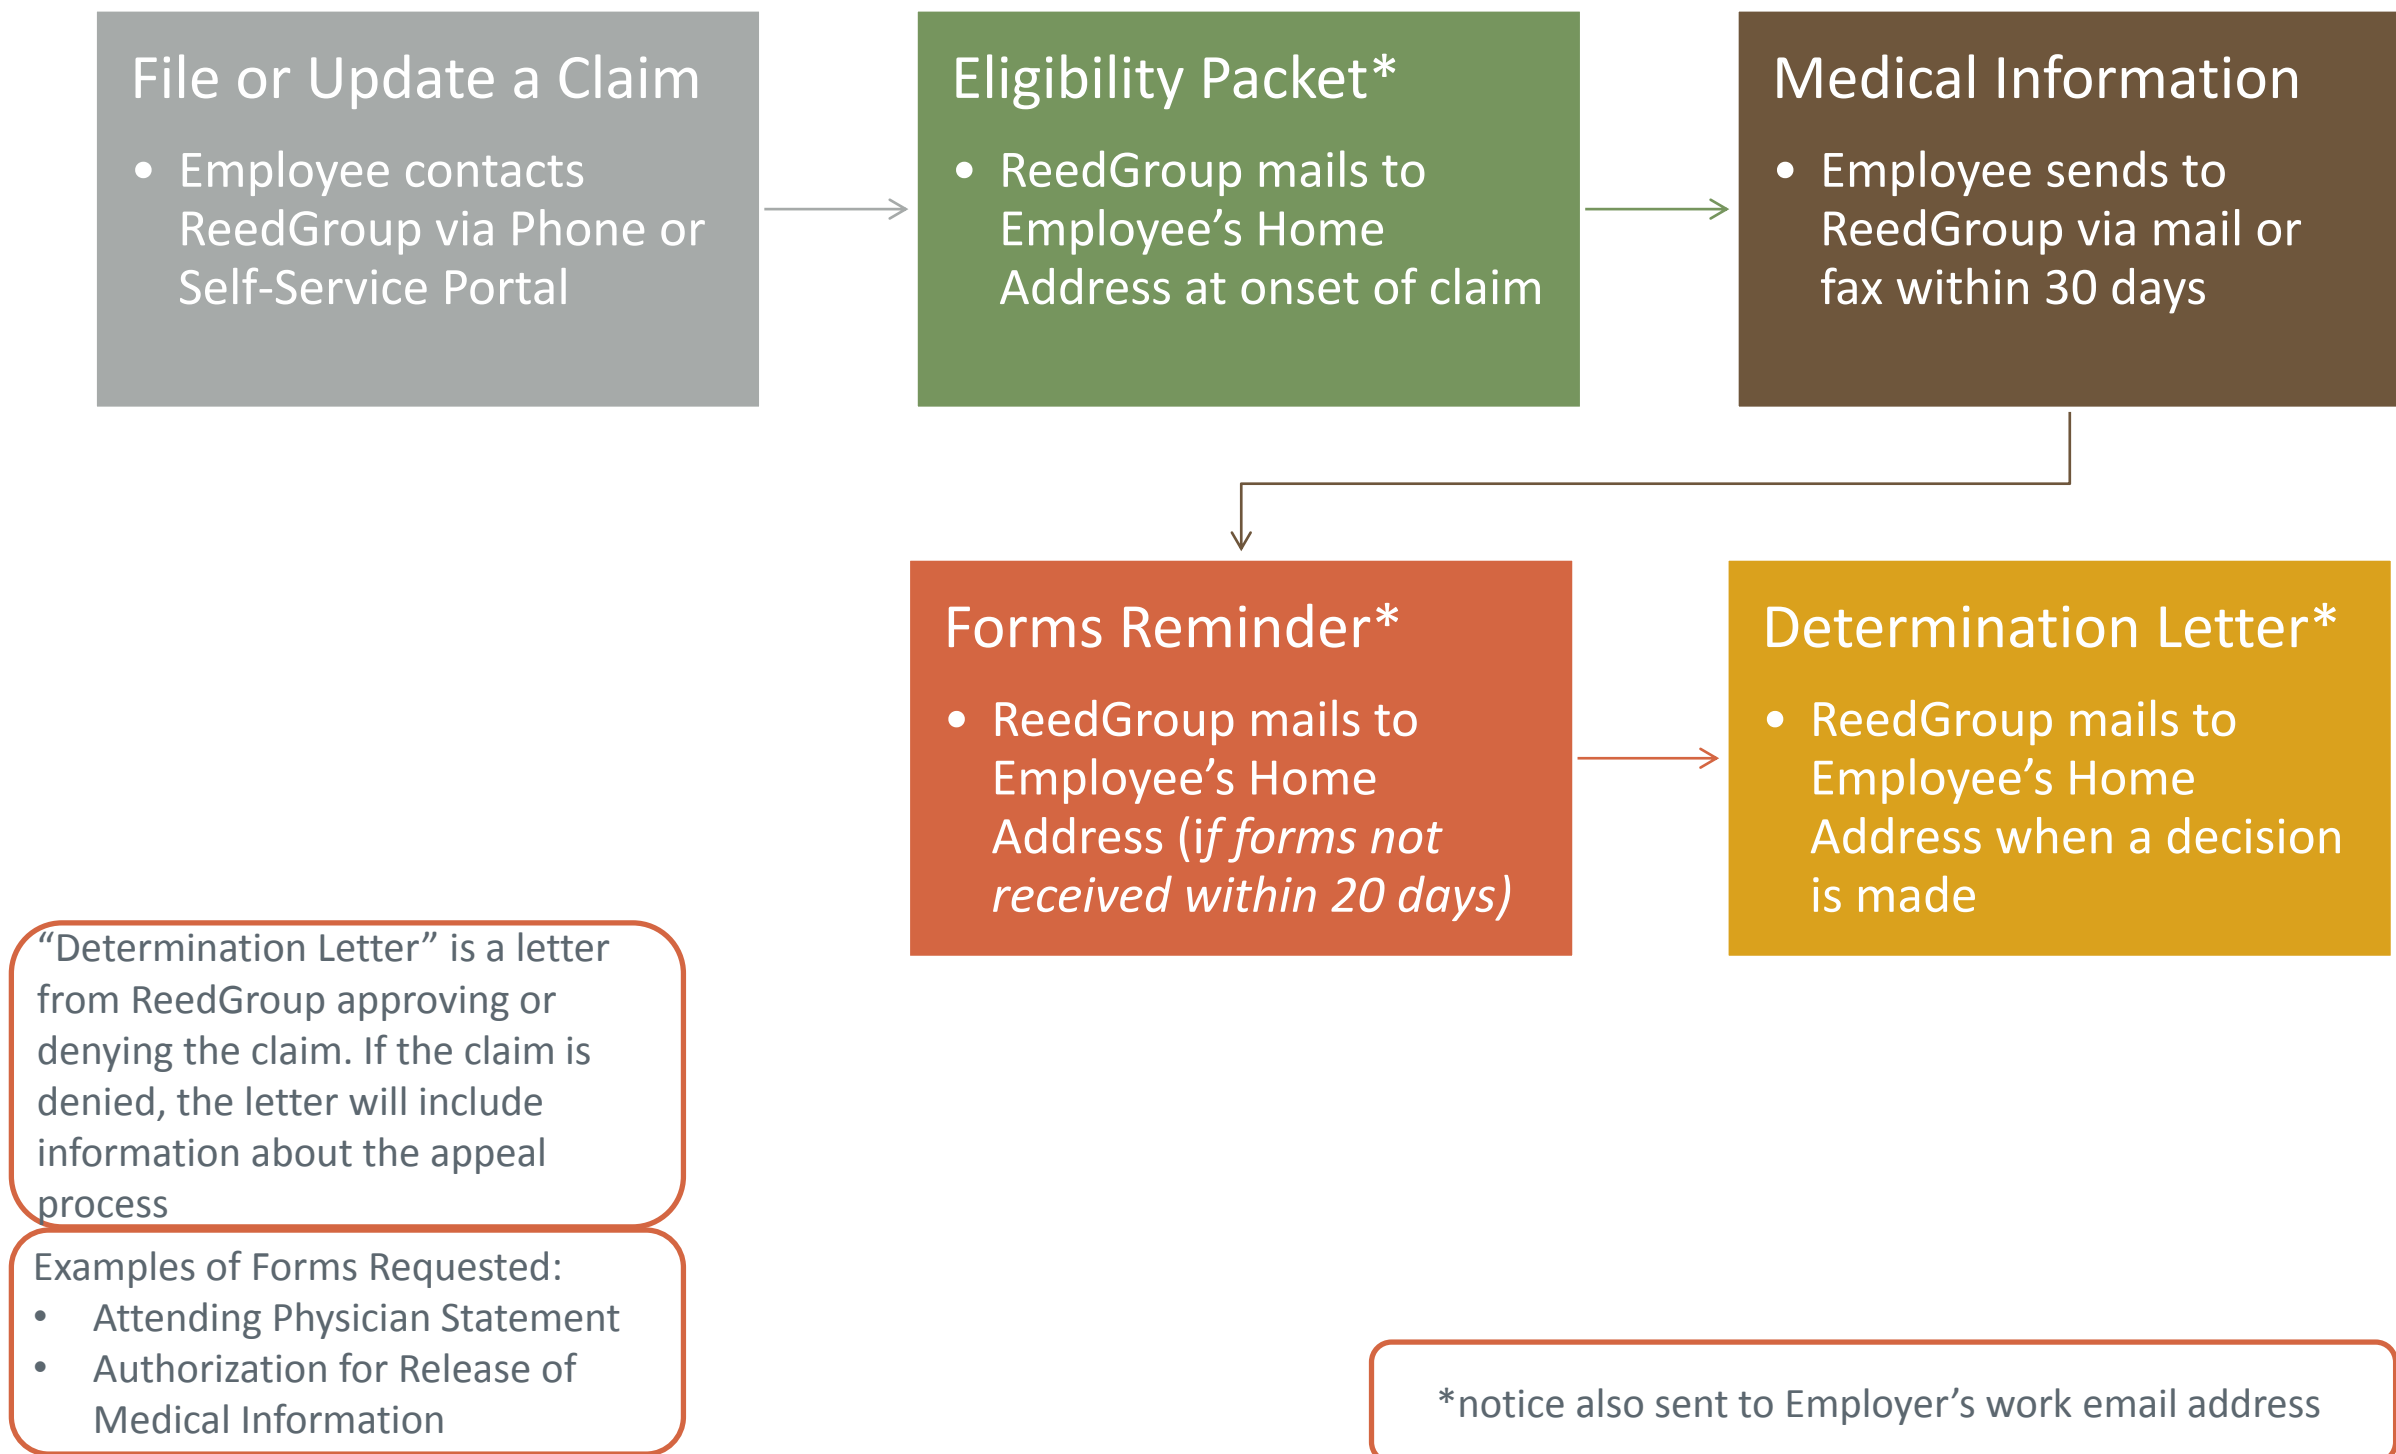 File or Update a Claim
• Employee contacts
ReedGroup via Phone or
Self-Service Portal
Eligibility Packet*
• ReedGroup mails to
Employee’s Home
Address at onset of claim
Medical Information
• Employee sends to
ReedGroup via mail or
fax within 30 days
Forms Reminder*
• ReedGroup mails to
Employee’s Home
Address (if forms not
received within 20 days)
Determination Letter*
• ReedGroup mails to
Employee’s Home
Address when a decision
is made
“Determination Letter” is a letter
from ReedGroup approving or
denying the claim. If the claim is
denied, the letter will include
information about the appeal
process
Examples of Forms Requested:
• Attending Physician Statement
• Authorization for Release of
Medical Information
*notice also sent to Employer’s work email address